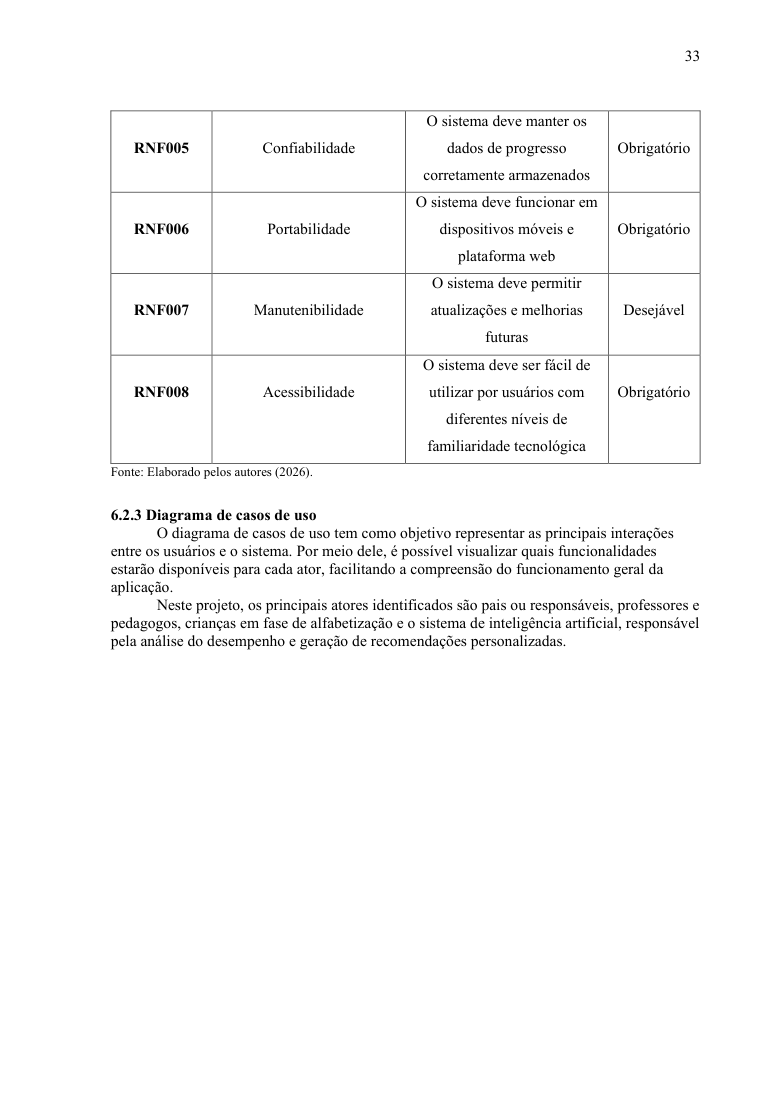 33
O sistema deve manter os
RNF005 Confiabilidade dados de progresso Obrigatório
corretamente armazenados
O sistema deve funcionar em
RNF006 Portabilidade dispositivos móveis e Obrigatório
plataforma web
O sistema deve permitir
RNF007 Manutenibilidade atualizações e melhorias Desejável
futuras
O sistema deve ser fácil de
RNF008 Acessibilidade utilizar por usuários com Obrigatório
diferentes níveis de
familiaridade tecnológica
Fonte: Elaborado pelos autores (2026).
6.2.3 Diagrama de casos de uso
O diagrama de casos de uso tem como objetivo representar as principais interações
entre os usuários e o sistema. Por meio dele, é possível visualizar quais funcionalidades
estarão disponíveis para cada ator, facilitando a compreensão do funcionamento geral da
aplicação.
Neste projeto, os principais atores identificados são pais ou responsáveis, professores e
pedagogos, crianças em fase de alfabetização e o sistema de inteligência artificial, responsável
pela análise do desempenho e geração de recomendações personalizadas.